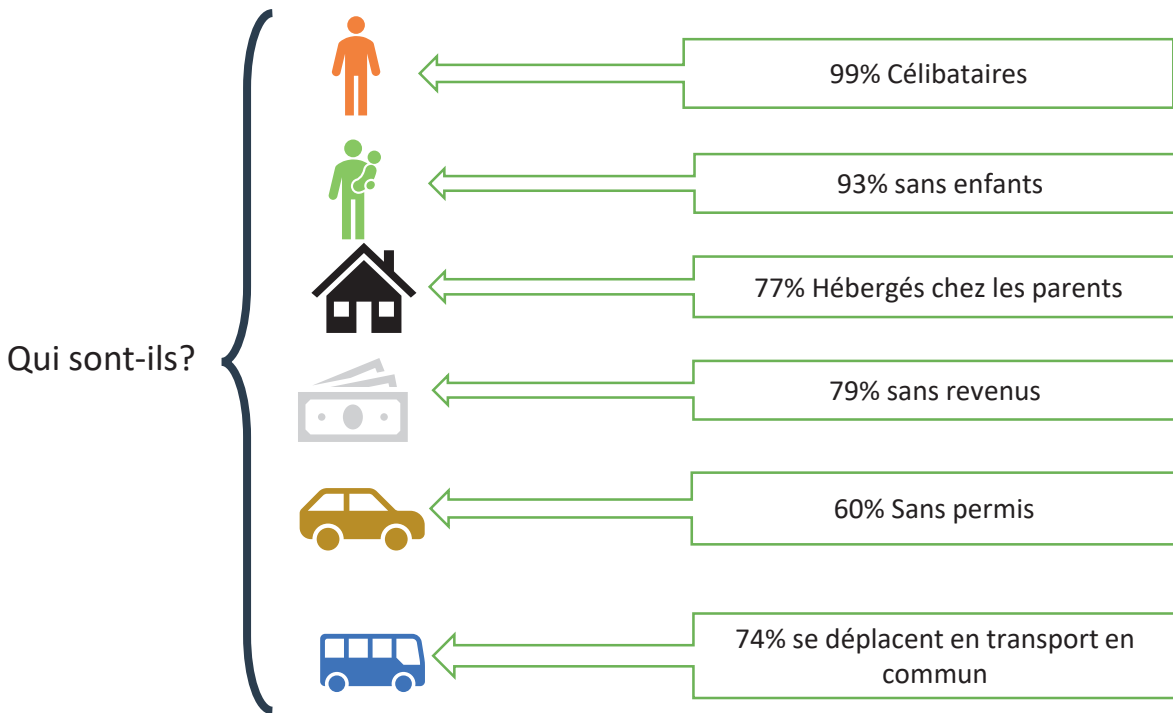 Qui sont-ils?
99% Célibataires
93% sans enfants
77% Hébergés chez les parents
79% sans revenus
60% Sans permis
74% se déplacent en transport en
commun